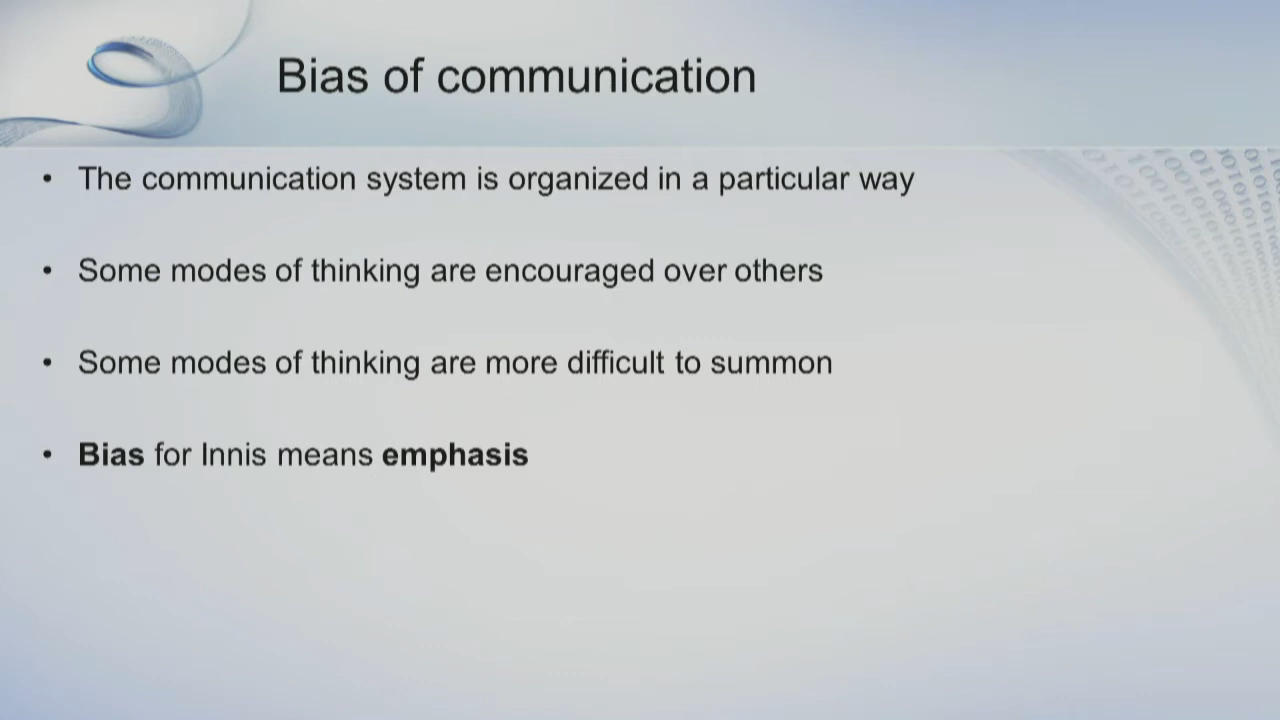 Bias of communication
• The communication system is organized in a particular way
• Some modes of thinking are encouraged over others
• Some modes of thinking are more difficult to summon
• Bias for Innis means emphasis